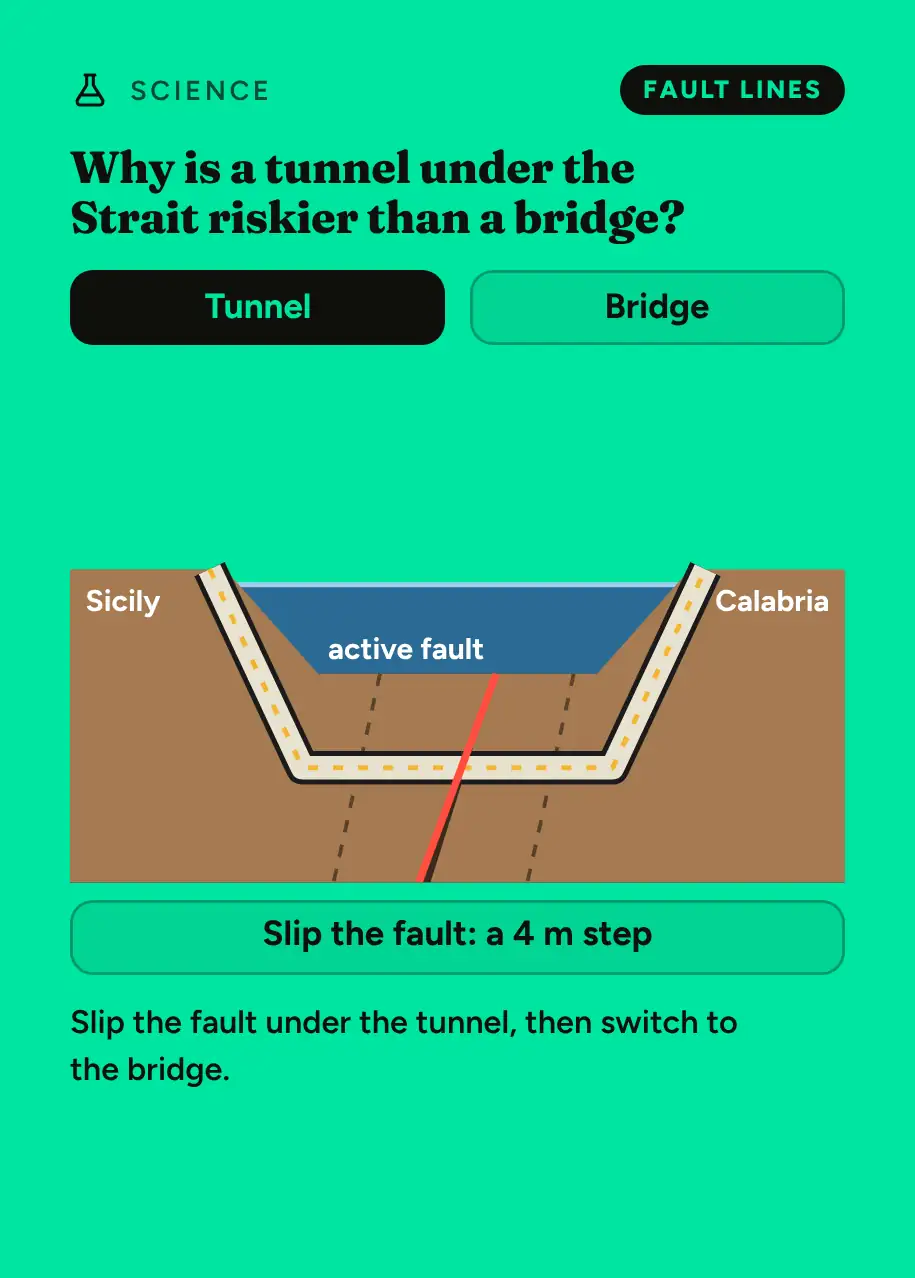 SCIENCE
FAULT LINES
Why is a tunnel under the
Strait riskier than a bridge?
Tunnel
Bridge
Sicily
Calabria
active fault
Slip the fault: a 4 m step
Slip the fault under the tunnel, then switch to
the bridge.